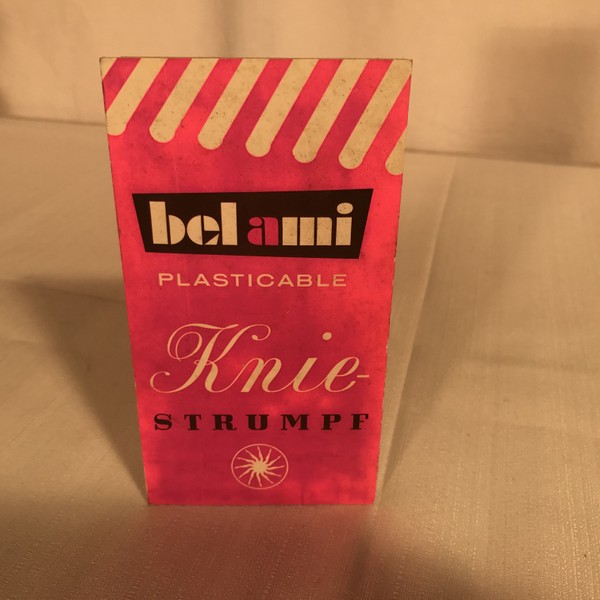 bel ami
PLASTICABLE
Knie-
STRUMPF